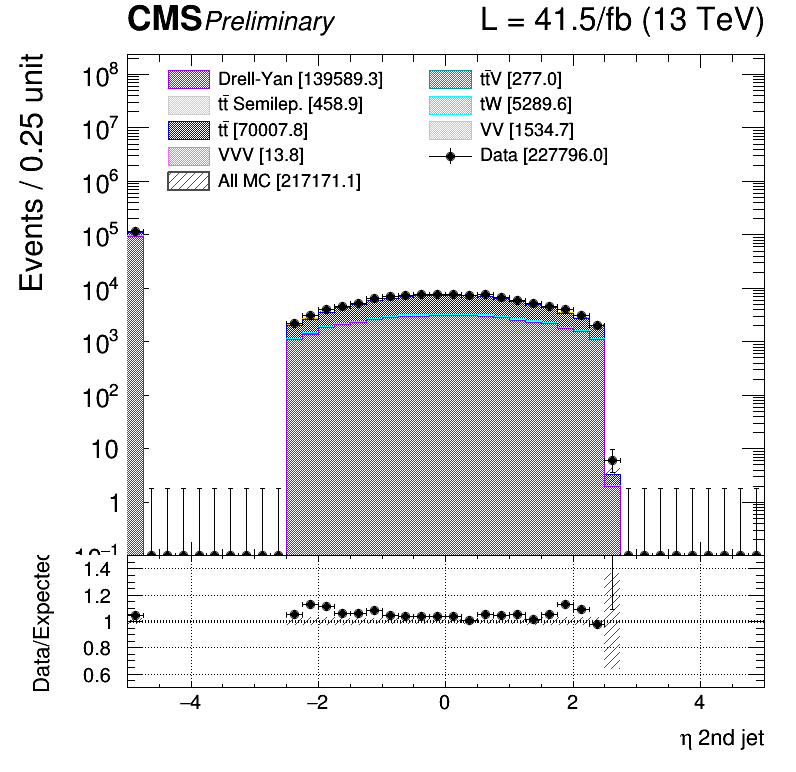 CMS Preliminary L = 41.5/fb (13 TeV)
Events / 0.25 unit
Drell-Yan [139589.3]
tt̄ Semilep. [458.9]
tt̄ [70007.8]
VVV [13.8]
All MC [217171.1]
tt̄V [277.0]
tW [5289.6]
VV [1534.7]
Data [227796.0]
10⁸
10⁷
10⁶
10⁵
10⁴
10³
10²
10
1
10⁻¹
Data/Expected
1.4
1.2
1
0.8
0.6
−4 −2 0 2 4
η 2nd jet